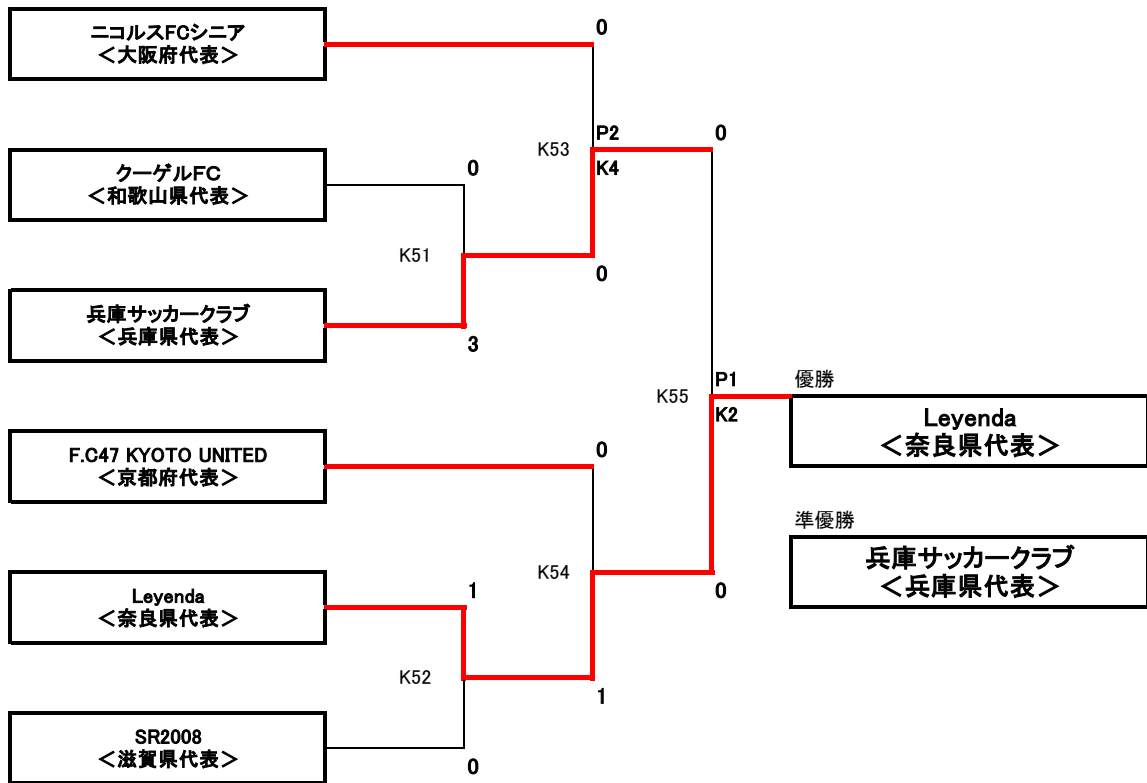 ニコルスFCシニア
＜大阪府代表＞
0
K53
P2
K4
0
クーゲルFC
＜和歌山県代表＞
0
K51
0
兵庫サッカークラブ
＜兵庫県代表＞
3
K55
P1
K2
優勝
Leyenda
＜奈良県代表＞
F.C47 KYOTO UNITED
＜京都府代表＞
0
準優勝
兵庫サッカークラブ
＜兵庫県代表＞
K54
0
Leyenda
＜奈良県代表＞
1
K52
1
SR2008
＜滋賀県代表＞
0